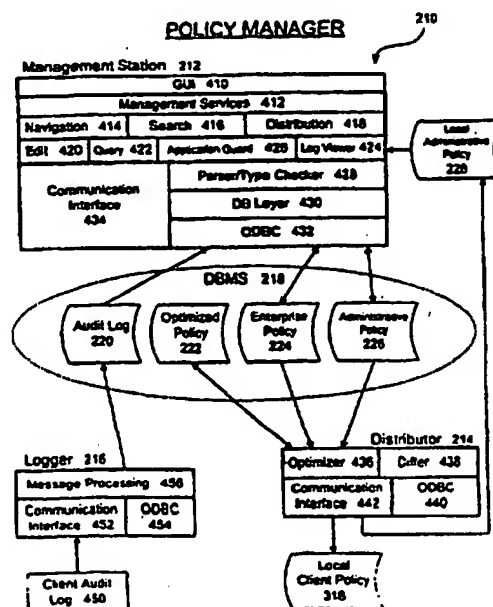 POLICY MANAGER
210
Management Station 212
GUI 410
Management Services 412
Navigation 414 Search 416 Distribution 418
Edit 420 Query 422 Application Guard 425 Log Viewer 424
Parser/Type Checker 428
Communication Interface 434
DB Layer 430
ODBC 432
Local Administrative Policy 228
DBMS 218
Audit Log 220
Optimized Policy 222
Enterprise Policy 224
Administrative Policy 226
Logger 216
Message Processing 456
Communication Interface 452
ODBC 454
Client Audit Log 450
Distributor 214
Optimizer 436 Differ 438
Communication Interface 442
ODBC 440
Local Client Policy 318